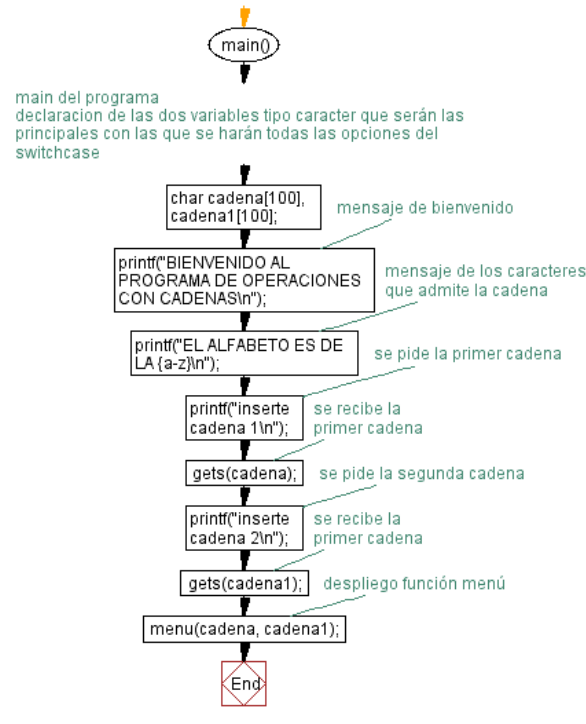 main()
main del programa
declaracion de las dos variables tipo caracter que serán las
principales con las que se harán todas las opciones del
switchcase
char cadena[100],
cadena1[100];
mensaje de bienvenido
printf("BIENVENIDO AL
PROGRAMA DE OPERACIONES
CON CADENAS\n");
mensaje de los caracteres
que admite la cadena
printf("EL ALFABETO ES DE
LA {a-z}\n");
se pide la primer cadena
printf("inserte
cadena 1\n");
se recibe la
primer cadena
gets(cadena);
se pide la segunda cadena
printf("inserte
cadena 2\n");
se recibe la
primer cadena
gets(cadena1);
despliego función menú
menu(cadena, cadena1);
End